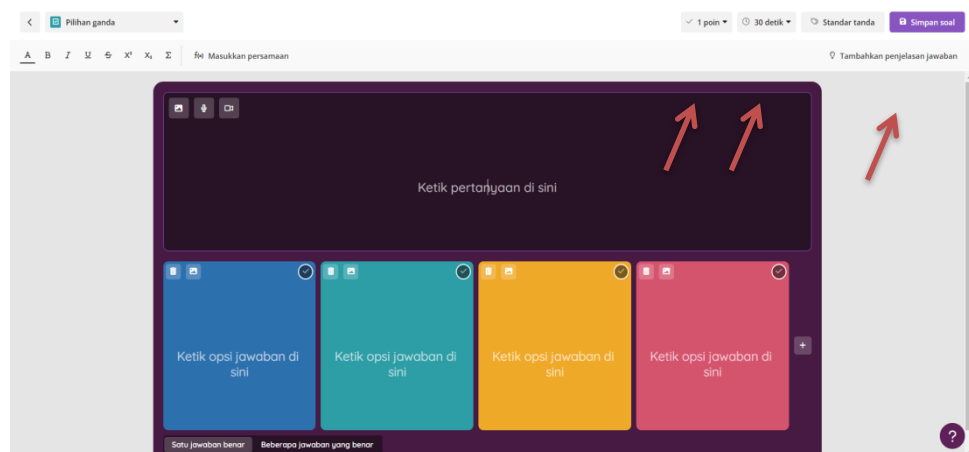 Pilihan ganda
1 poin
30 detik
Standar tanda
Simpan soal
A B I U S X² X₂ Σ
f(x) Masukkan persamaan
Tambahkan penjelasan jawaban
Ketik pertanyaan di sini
Ketik opsi jawaban di
sini
Ketik opsi jawaban di
sini
Ketik opsi jawaban di
sini
Ketik opsi jawaban di
sini
+
Satu jawaban benar
Beberapa jawaban yang benar
?